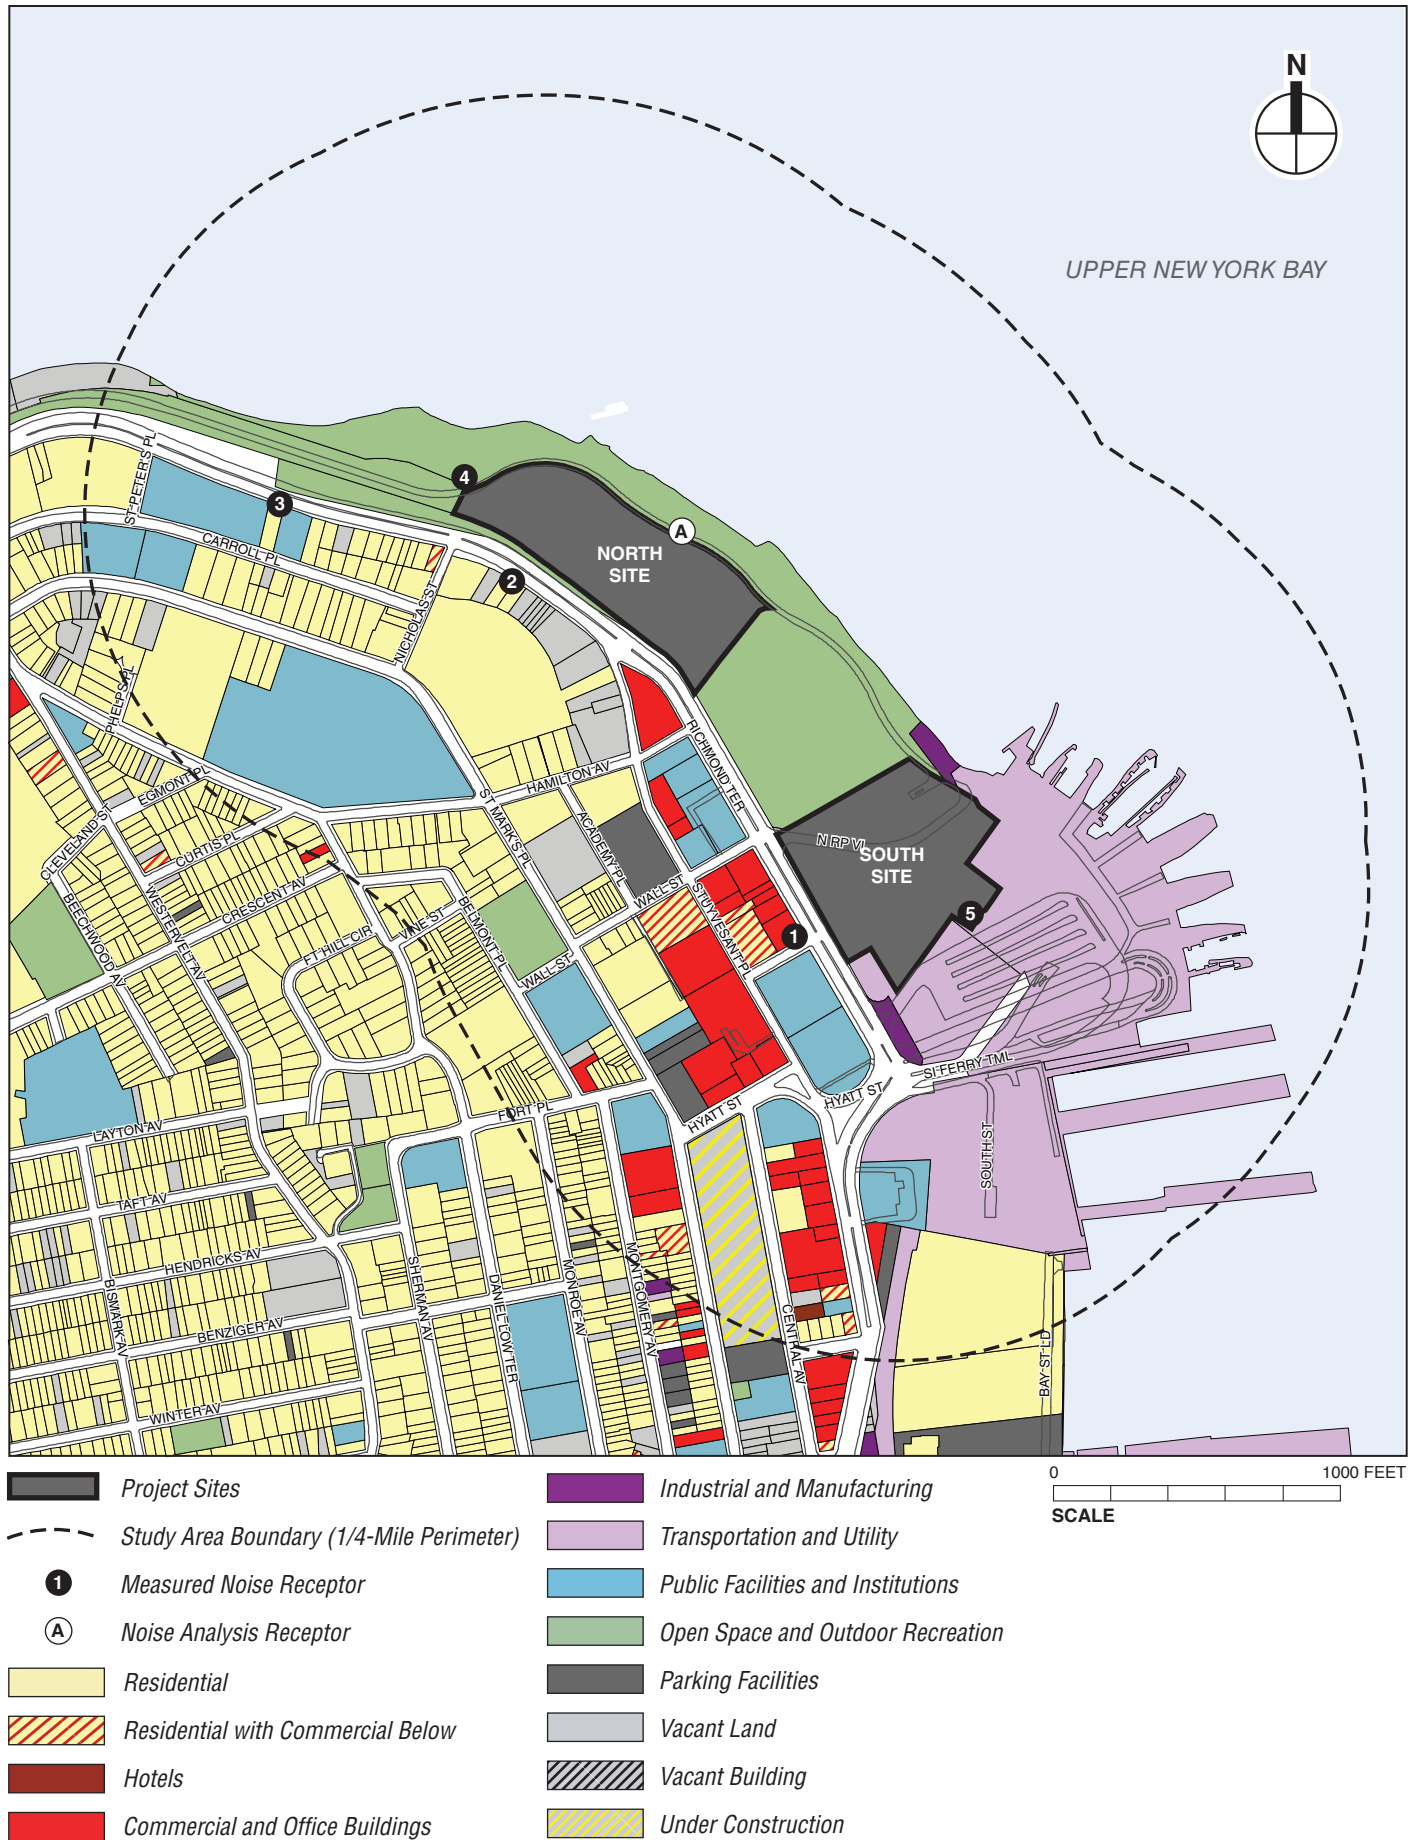 N
UPPER NEW YORK BAY
4
3
A
NORTH
SITE
2
ST. PETER'S PL
CARROLL PL
NICHOLAS ST
PHELPS PL
RICHMOND TER
HAMILTON AV
EGMONT PL
ST MARK'S PL
ACADEMY PL
CLEVELAND ST
CURTIS PL
N RP VI
SOUTH
SITE
5
1
WALL ST
STUYVESANT PL
CRESCENT AV
WESTERVELT AV
BEECHWOOD AV
BELMONT PL
VINE ST
FT HILL CIR
WALL ST
SI FERRY TML
HYATT ST
HYATT ST
FORT PL
LAYTON AV
SOUTH ST
TAFT AV
HENDRICKS AV
BISMARK AV
SHERMAN AV
DANIEL LOW TER
MONROE AV
MONTGOMERY AV
CENTRAL AV
BENZIGER AV
BAY ST LD
WINTER AV
0 1000 FEET
SCALE
Project Sites
Study Area Boundary (1/4-Mile Perimeter)
1 Measured Noise Receptor
A Noise Analysis Receptor
Residential
Residential with Commercial Below
Hotels
Commercial and Office Buildings
Industrial and Manufacturing
Transportation and Utility
Public Facilities and Institutions
Open Space and Outdoor Recreation
Parking Facilities
Vacant Land
Vacant Building
Under Construction